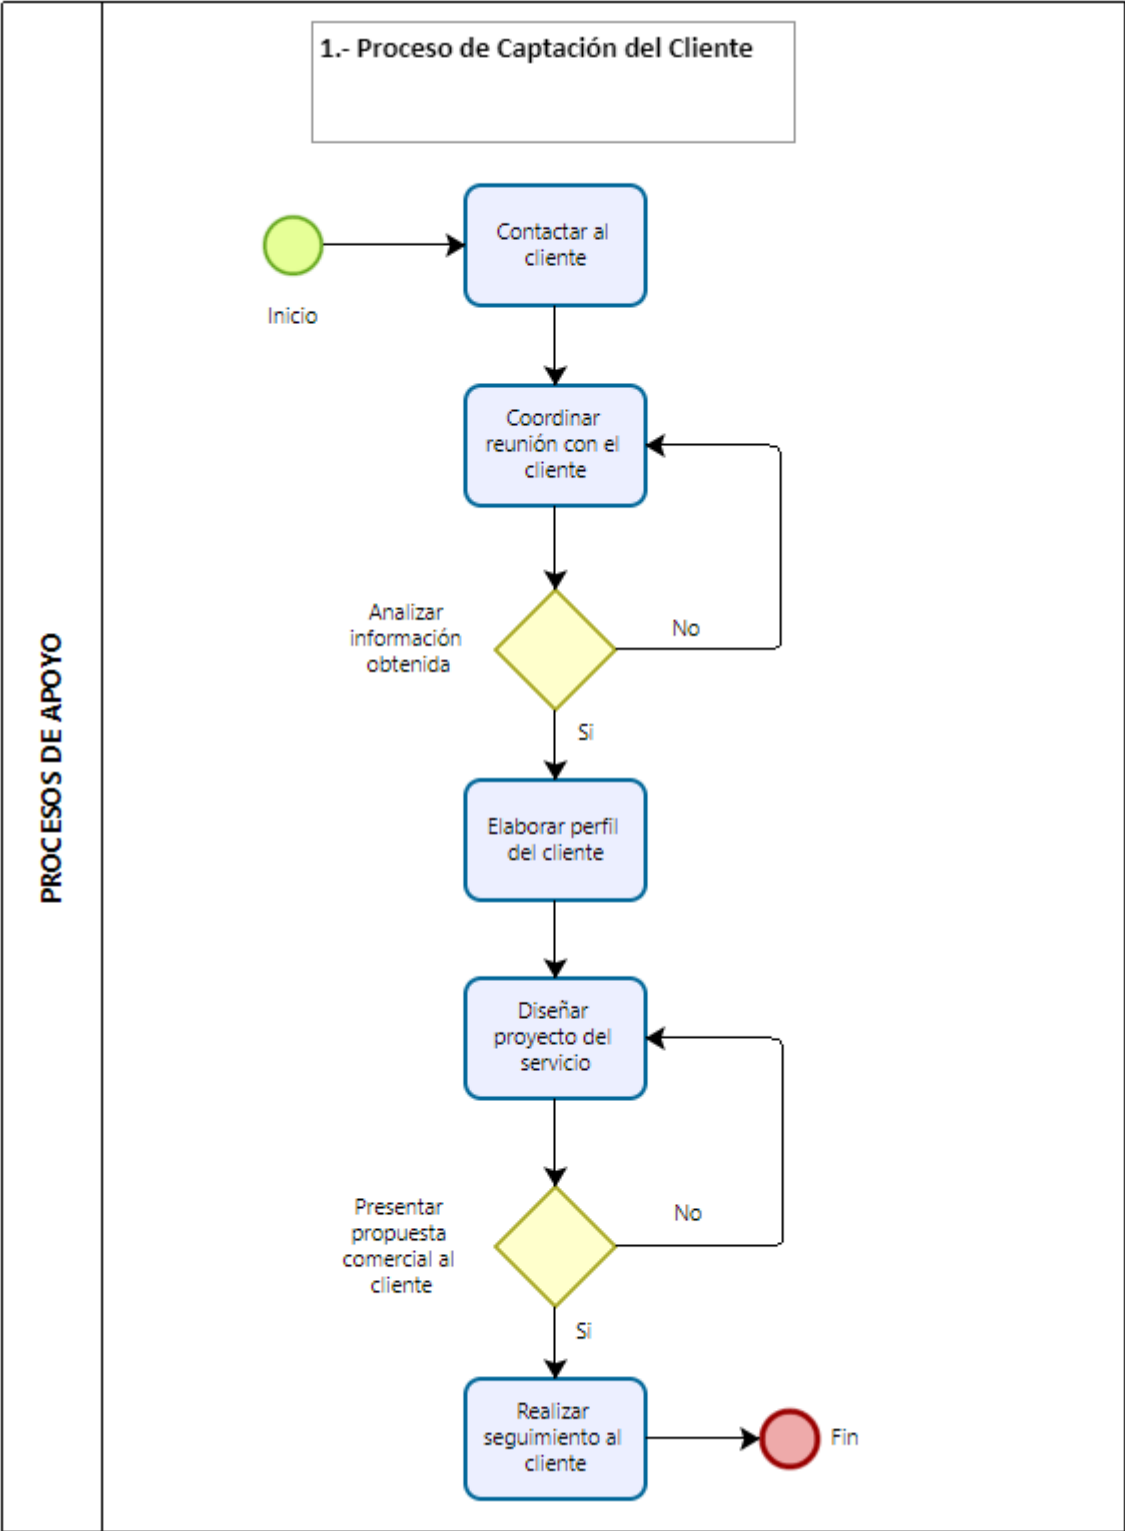 1.- Proceso de Captación del Cliente
PROCESOS DE APOYO
Inicio
Contactar al
cliente
Coordinar
reunión con el
cliente
Analizar
información
obtenida
No
Si
Elaborar perfil
del cliente
Diseñar
proyecto del
servicio
Presentar
propuesta
comercial al
cliente
No
Si
Realizar
seguimiento al
cliente
Fin